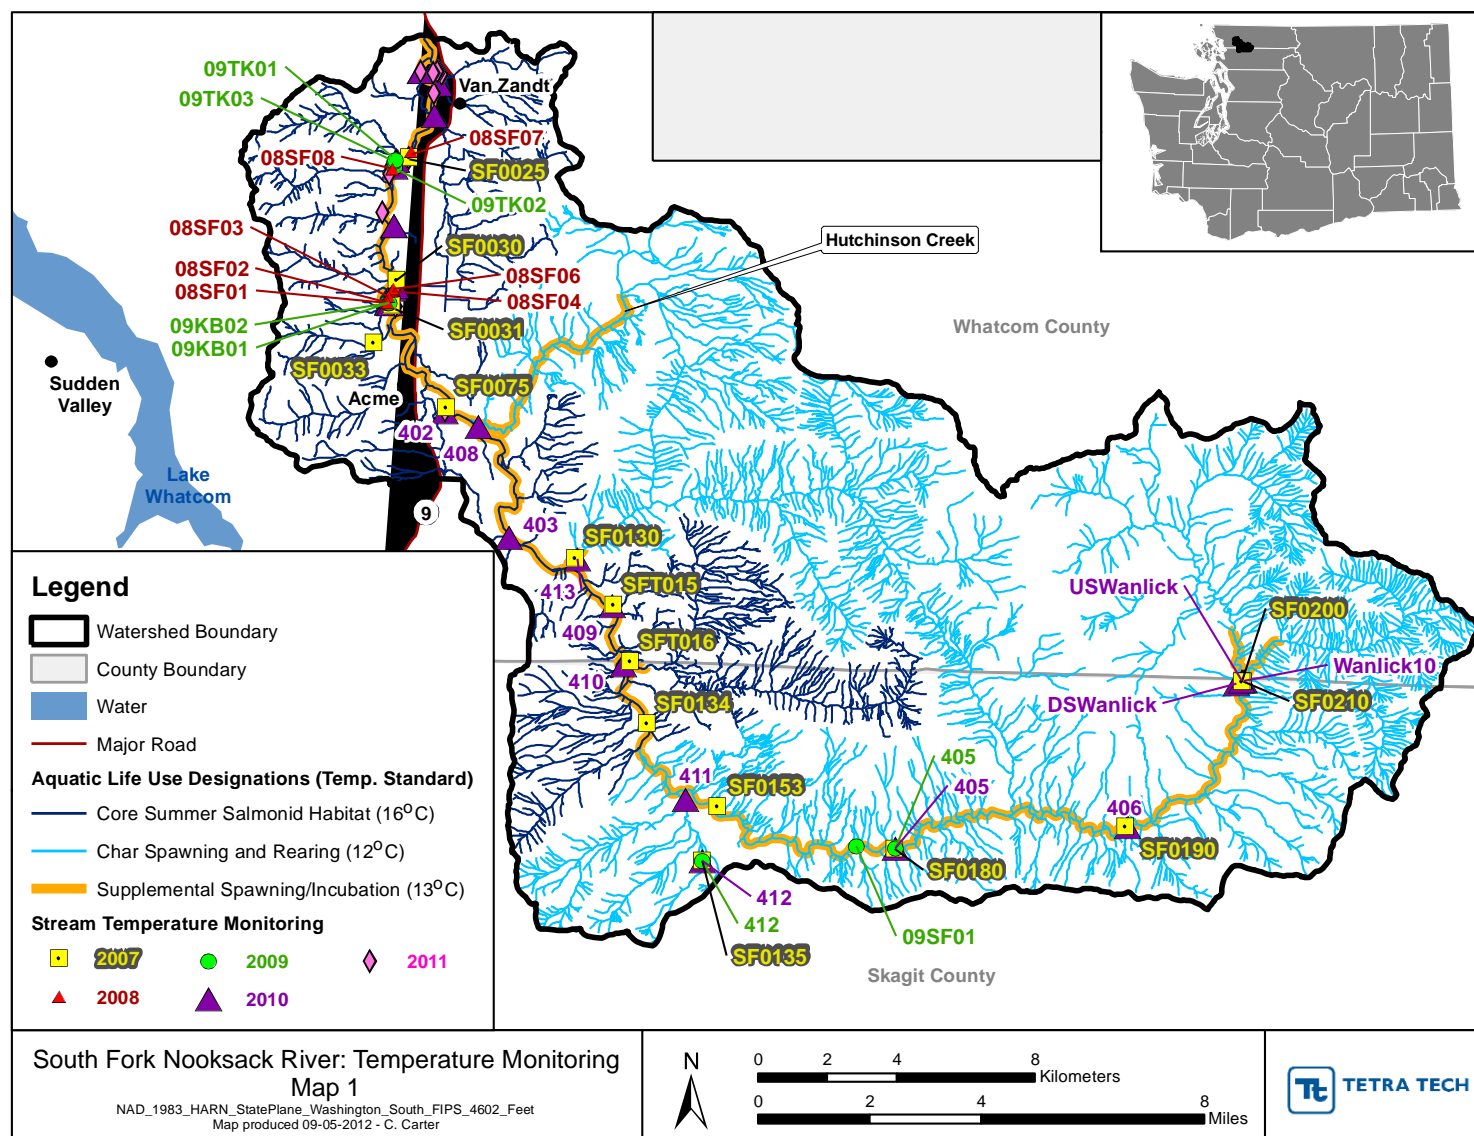 09TK01
09TK03
Van Zandt
08SF07
08SF08
SF0025
09TK02
08SF03
SF0030
Hutchinson Creek
08SF02
08SF06
08SF01
08SF04
09KB02
SF0031
09KB01
Whatcom County
SF0033
Sudden
Valley
SF0075
Acme
402
408
Lake
Whatcom
9
403
SF0130
413
SFT015
409
SFT016
410
SF0134
USWanlick
SF0200
Wanlick10
DSWanlick
SF0210
411
SF0153
405
405
406
SF0190
SF0180
412
412
09SF01
SF0135
Skagit County
Legend
Watershed Boundary
County Boundary
Water
Major Road
Aquatic Life Use Designations (Temp. Standard)
Core Summer Salmonid Habitat (16°C)
Char Spawning and Rearing (12°C)
Supplemental Spawning/Incubation (13°C)
Stream Temperature Monitoring
2007
2009
2011
2008
2010
South Fork Nooksack River: Temperature Monitoring
Map 1
NAD_1983_HARN_StatePlane_Washington_South_FIPS_4602_Feet
Map produced 09-05-2012 - C. Carter
N
0 2 4 8
Kilometers
0 2 4 8
Miles
Tt
TETRA TECH